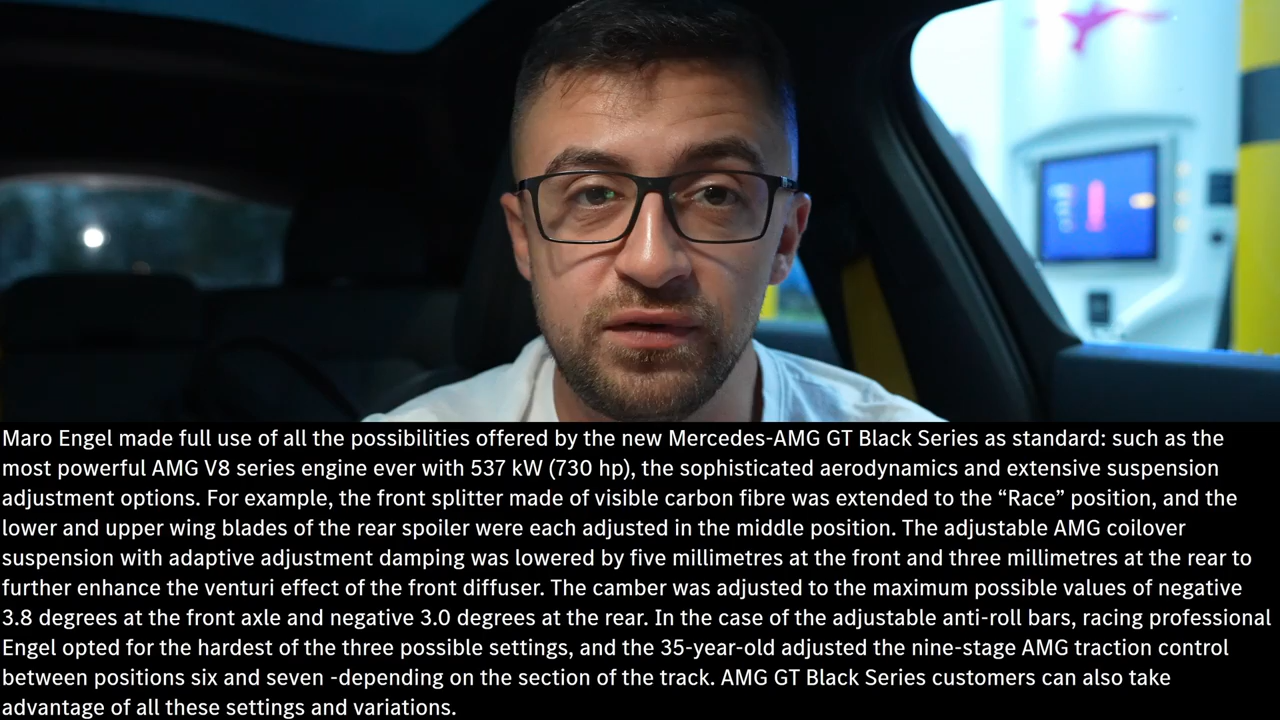 Maro Engel made full use of all the possibilities offered by the new Mercedes-AMG GT Black Series as standard: such as the
most powerful AMG V8 series engine ever with 537 kW (730 hp), the sophisticated aerodynamics and extensive suspension
adjustment options. For example, the front splitter made of visible carbon fibre was extended to the “Race” position, and the
lower and upper wing blades of the rear spoiler were each adjusted in the middle position. The adjustable AMG coilover
suspension with adaptive adjustment damping was lowered by five millimetres at the front and three millimetres at the rear to
further enhance the venturi effect of the front diffuser. The camber was adjusted to the maximum possible values of negative
3.8 degrees at the front axle and negative 3.0 degrees at the rear. In the case of the adjustable anti-roll bars, racing professional
Engel opted for the hardest of the three possible settings, and the 35-year-old adjusted the nine-stage AMG traction control
between positions six and seven -depending on the section of the track. AMG GT Black Series customers can also take
advantage of all these settings and variations.